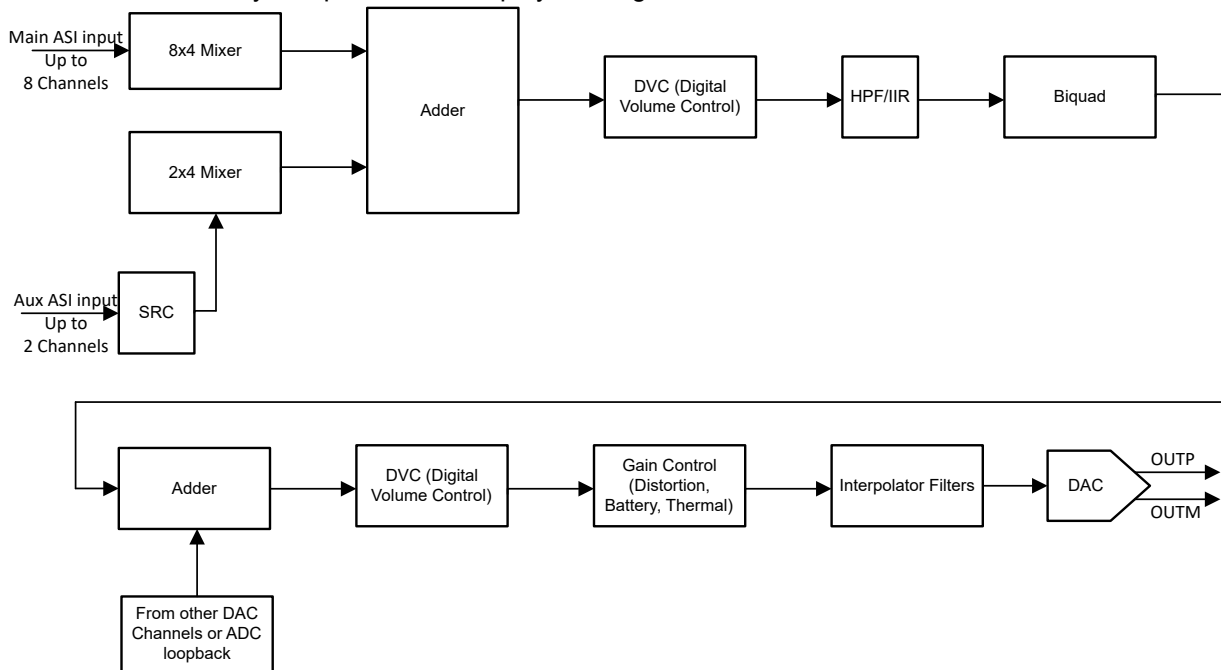 Main ASI input
Up to
8 Channels
8x4 Mixer
Adder
DVC (Digital
Volume Control)
HPF/IIR
Biquad
2x4 Mixer
Aux ASI input
Up to
2 Channels
SRC
Adder
DVC (Digital
Volume Control)
Gain Control
(Distortion,
Battery, Thermal)
Interpolator Filters
DAC
OUTP
OUTM
From other DAC
Channels or ADC
loopback